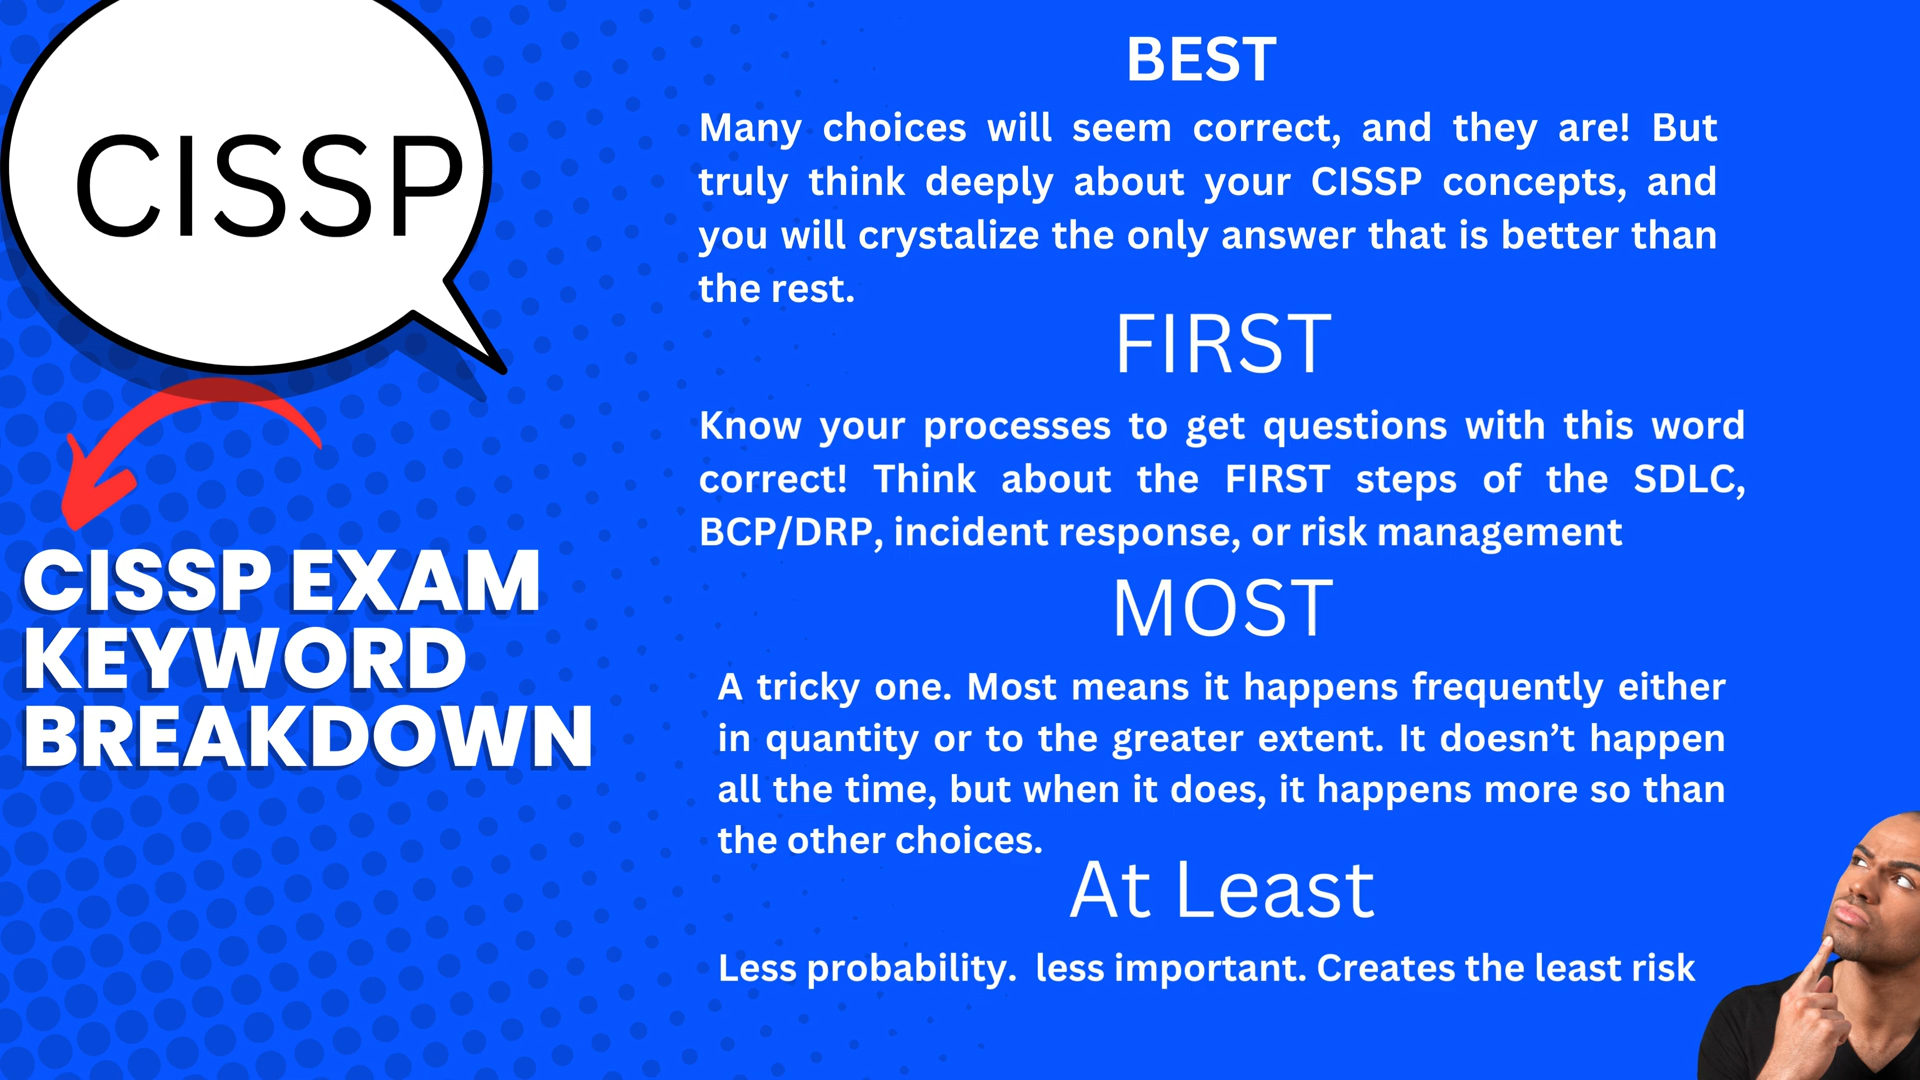 CISSP
CISSP EXAM
KEYWORD
BREAKDOWN
BEST
Many choices will seem correct, and they are! But
truly think deeply about your CISSP concepts, and
you will crystalize the only answer that is better than
the rest.
FIRST
Know your processes to get questions with this word
correct! Think about the FIRST steps of the SDLC,
BCP/DRP, incident response, or risk management
MOST
A tricky one. Most means it happens frequently either
in quantity or to the greater extent. It doesn’t happen
all the time, but when it does, it happens more so than
the other choices.
At Least
Less probability.  less important. Creates the least risk